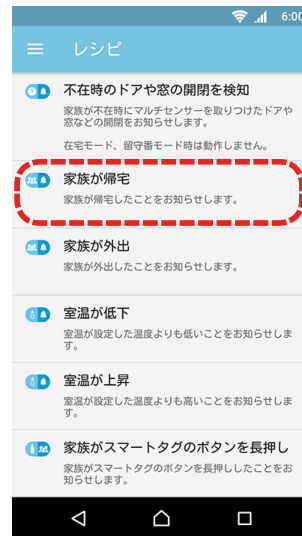 6:00
レシピ
不在時のドアや窓の開閉を検知
家族が不在時にマルチセンサーを取りつけたドアや
窓などの開閉をお知らせします。
在宅モード、留守番モード時は動作しません。
家族が帰宅
家族が帰宅したことをお知らせします。
家族が外出
家族が外出したことをお知らせします。
室温が低下
室温が設定した温度よりも低いことをお知らせしま
す。
室温が上昇
室温が設定した温度よりも高いことをお知らせしま
す。
家族がスマートタグのボタンを長押し
家族がスマートタグのボタンを長押ししたことをお
知らせします。